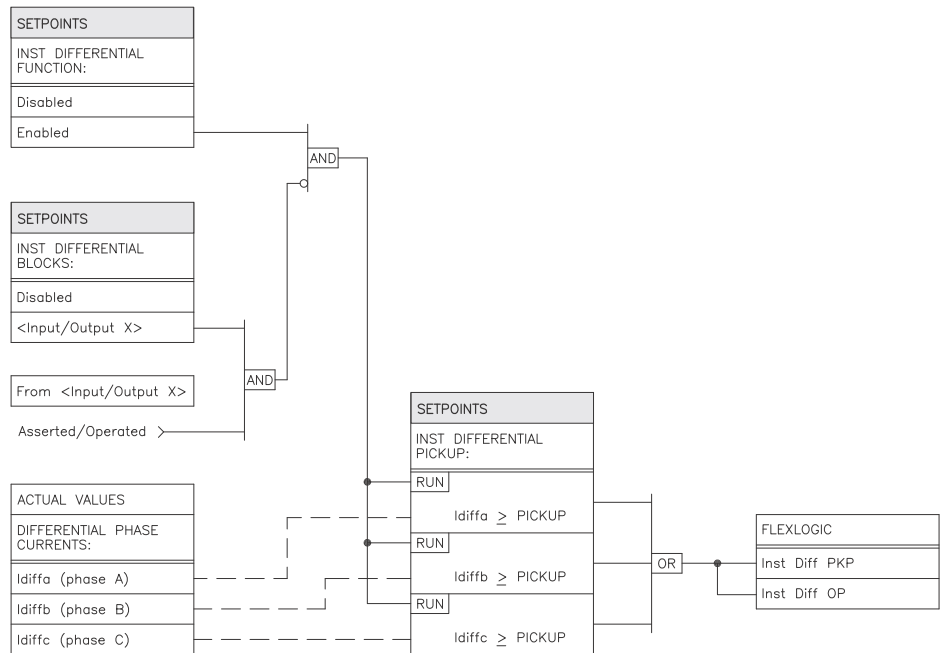 SETPOINTS
INST DIFFERENTIAL
FUNCTION:
Disabled
Enabled
AND
SETPOINTS
INST DIFFERENTIAL
BLOCKS:
Disabled
<Input/Output X>
AND
From <Input/Output X>
Asserted/Operated
ACTUAL VALUES
DIFFERENTIAL PHASE
CURRENTS:
Idiffa (phase A)
Idiffb (phase B)
Idiffc (phase C)
SETPOINTS
INST DIFFERENTIAL
PICKUP:
RUN
Idiffa ≥ PICKUP
RUN
Idiffb ≥ PICKUP
RUN
Idiffc ≥ PICKUP
OR
FLEXLOGIC
Inst Diff PKP
Inst Diff OP